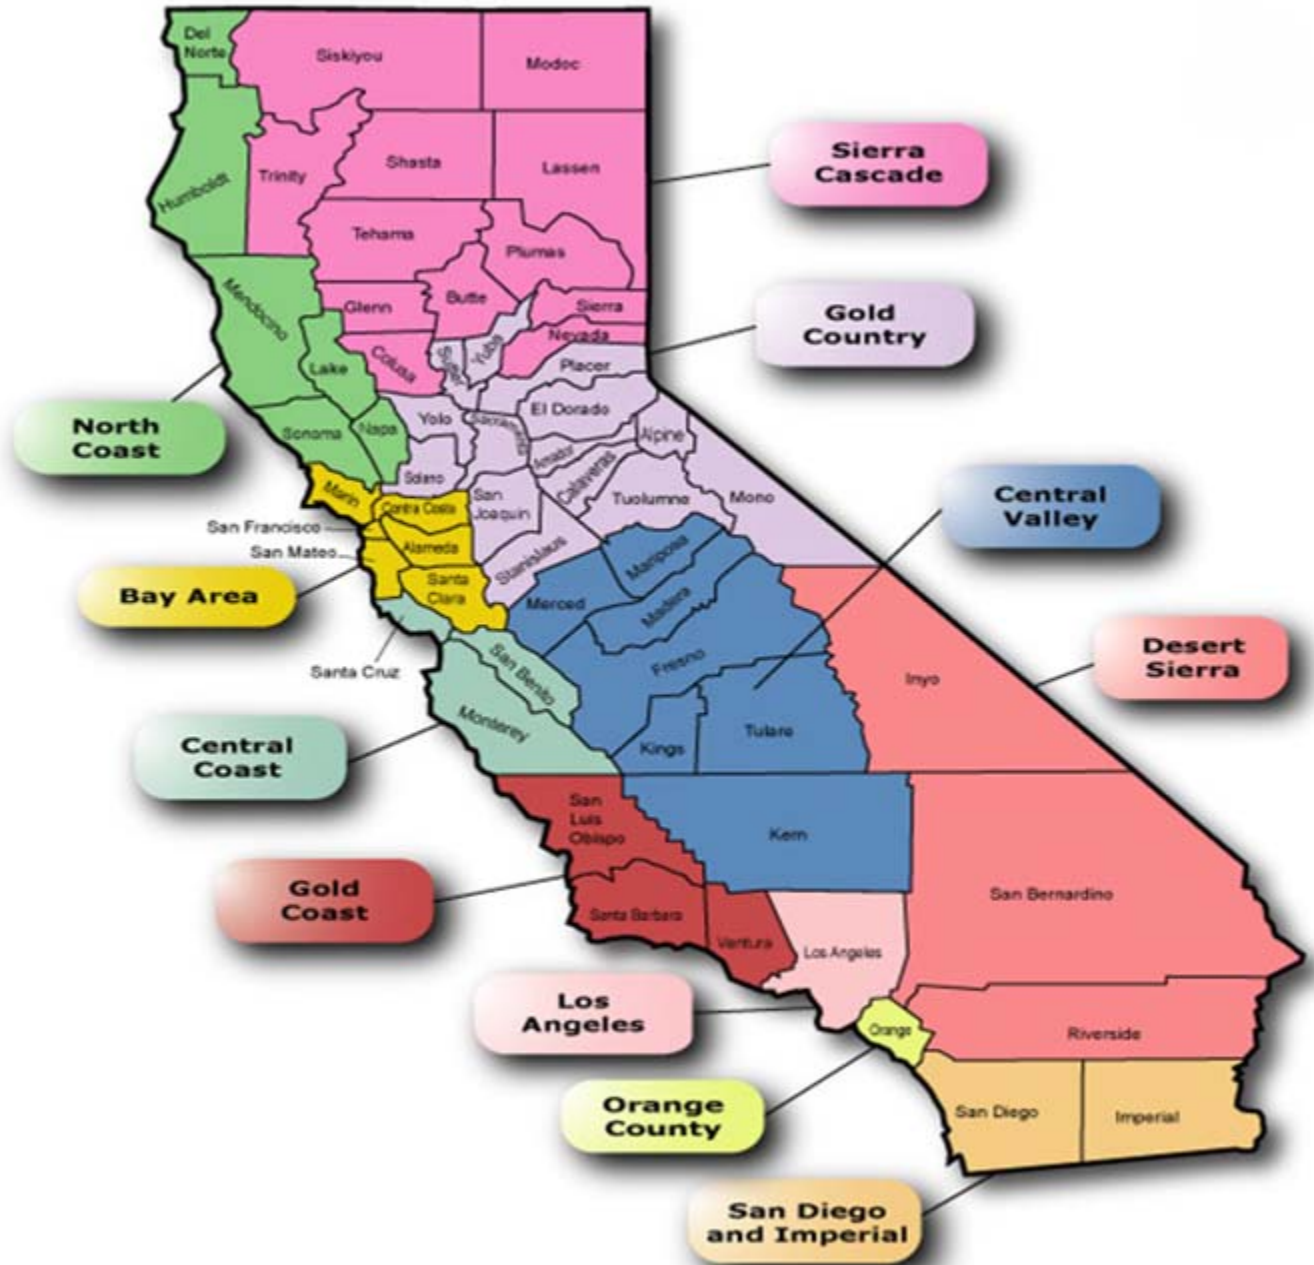 Del
Norte
Siskiyou
Modoc
Humboldt
Trinity
Shasta
Lassen
Sierra
Cascade
Tehama
Plumas
Mendocino
Glenn
Butte
Sierra
Gold
Country
Lake
Colusa
Sutter
Yuba
Nevada
Placer
North
Coast
Sonoma
Napa
Yolo
Sacramento
El Dorado
Alpine
Amador
Calaveras
Solano
Marin
Contra Costa
San
Joaquin
Tuolumne
Mono
Central
Valley
San Francisco
San Mateo
Alameda
Stanislaus
Mariposa
Bay Area
Santa
Clara
Merced
Madera
Santa Cruz
San Benito
Fresno
Inyo
Desert
Sierra
Monterey
Kings
Tulare
Central
Coast
San
Luis
Obispo
Kern
San Bernardino
Gold
Coast
Santa Barbara
Ventura
Los Angeles
Los
Angeles
Orange
Riverside
Orange
County
San Diego
Imperial
San Diego
and Imperial